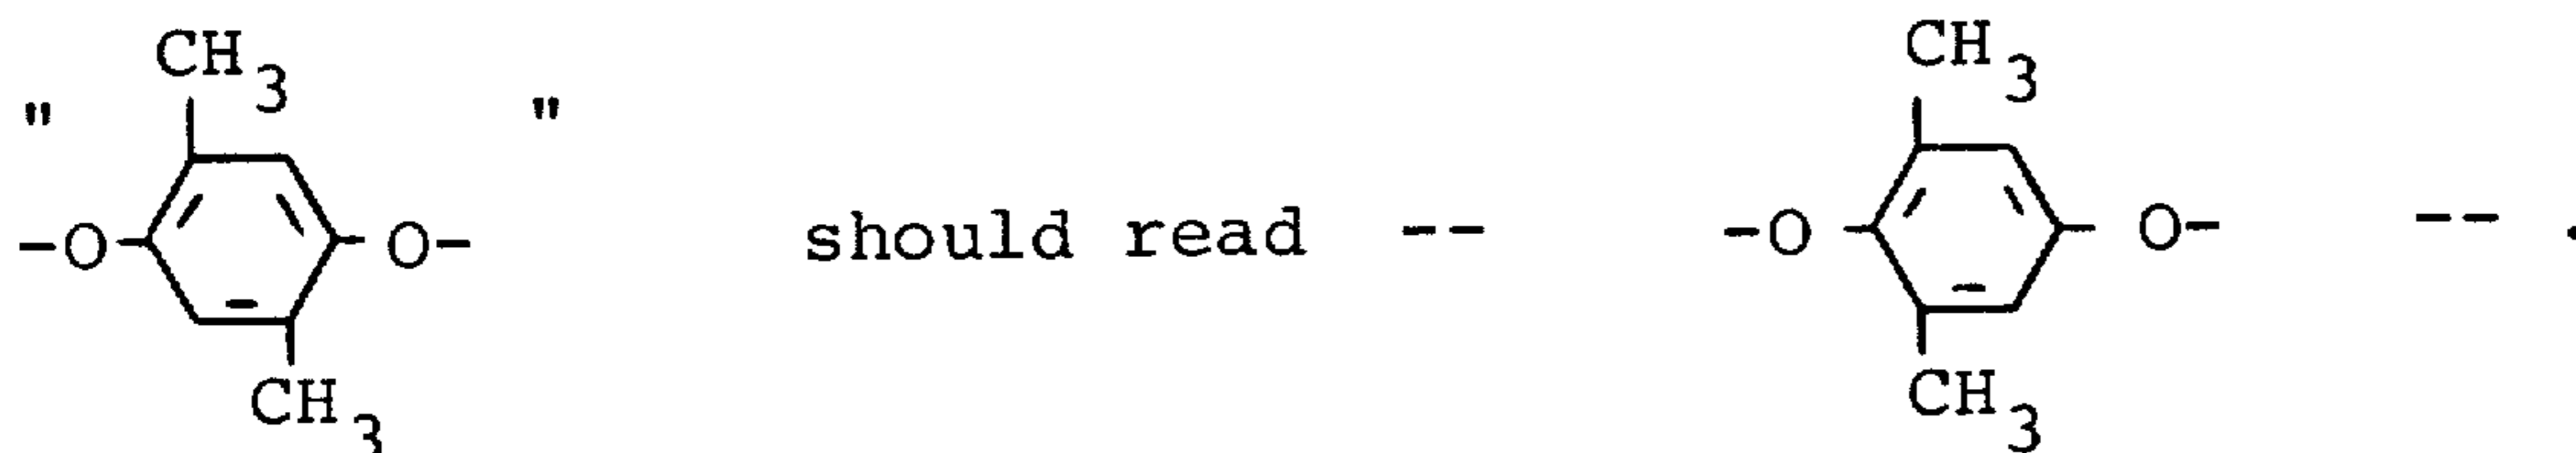 CH3 CH3
" "
-O- -O- should read -- -O- -O- -- .
CH3 CH3